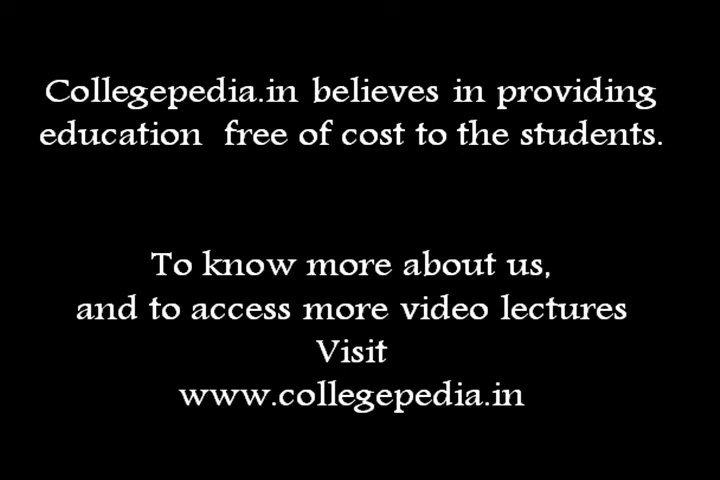 Collegepedia.in believes in providing
education free of cost to the students.
To know more about us,
and to access more video lectures
Visit
www.collegepedia.in